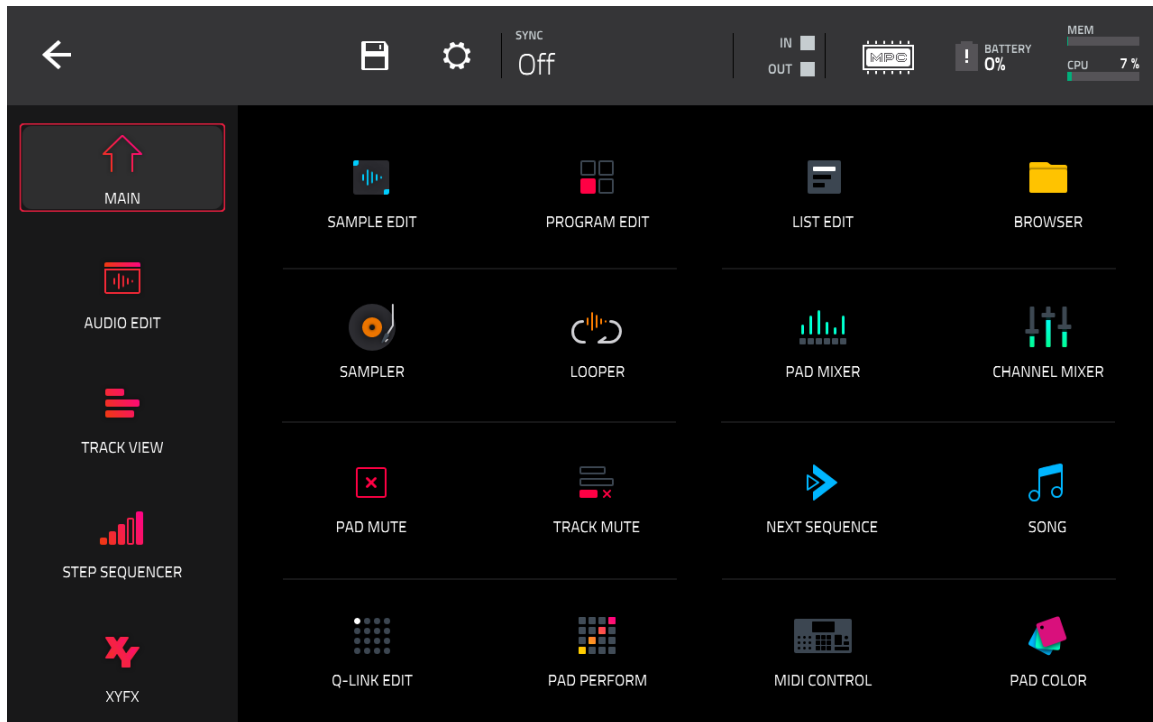 SYNC
Off
IN
OUT
MPC
!
BATTERY
0%
MEM
CPU 7 %
MAIN
AUDIO EDIT
TRACK VIEW
STEP SEQUENCER
XY
XYFX
SAMPLE EDIT
PROGRAM EDIT
LIST EDIT
BROWSER
SAMPLER
LOOPER
PAD MIXER
CHANNEL MIXER
PAD MUTE
TRACK MUTE
NEXT SEQUENCE
SONG
Q-LINK EDIT
PAD PERFORM
MIDI CONTROL
PAD COLOR